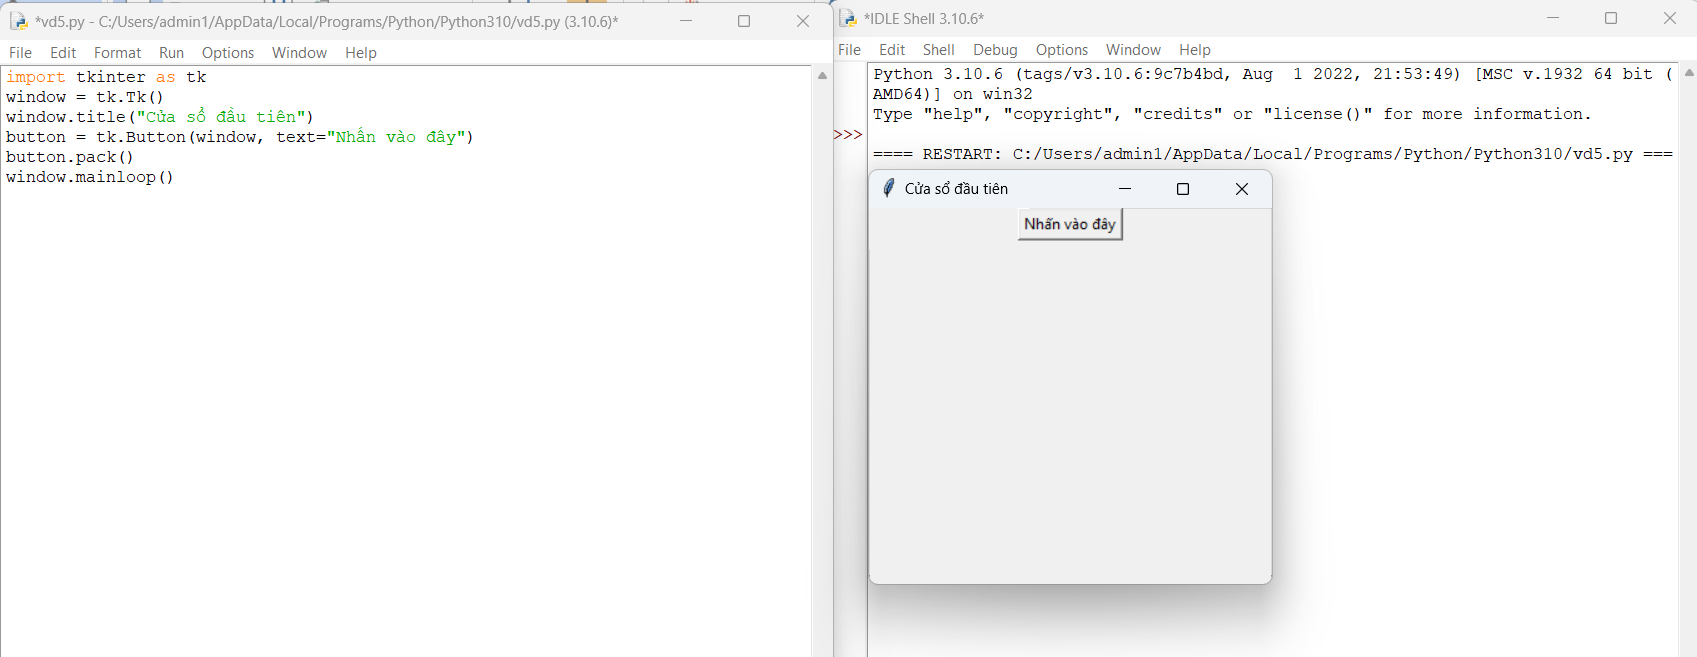 *vd5.py - C:/Users/admin1/AppData/Local/Programs/Python/Python310/vd5.py (3.10.6)*
File Edit Format Run Options Window Help
import tkinter as tk
window = tk.Tk()
window.title("Cửa sổ đầu tiên")
button = tk.Button(window, text="Nhấn vào đây")
button.pack()
window.mainloop()
*IDLE Shell 3.10.6*
File Edit Shell Debug Options Window Help
Python 3.10.6 (tags/v3.10.6:9c7b4bd, Aug  1 2022, 21:53:49) [MSC v.1932 64 bit (
AMD64)] on win32
Type "help", "copyright", "credits" or "license()" for more information.
>>>
==== RESTART: C:/Users/admin1/AppData/Local/Programs/Python/Python310/vd5.py ===
Cửa sổ đầu tiên
Nhấn vào đây